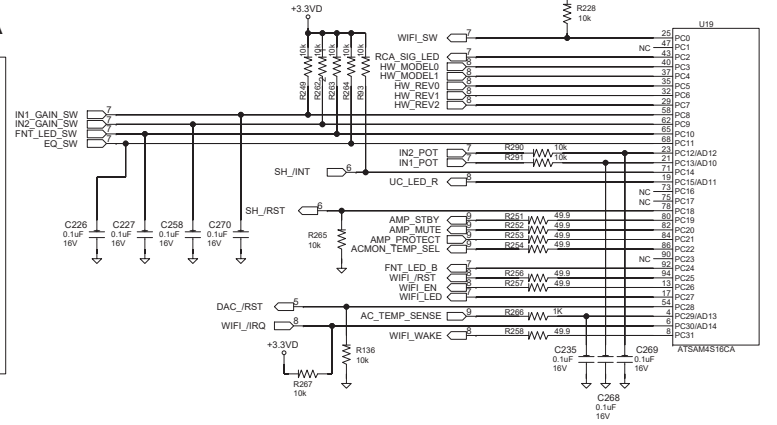 +3.3VD
R228
10k
U19
WIFI_SW 7 25 PC0
NC 47 PC1
RCA_SIG_LED 7 43 PC2
HW_MODEL0 8 40 PC3
HW_MODEL1 8 37 PC4
HW_REV0 8 35 PC5
HW_REV1 8 32 PC6
HW_REV2 8 29 PC7
10k 10k 10k 10k 10k
R249 R262 R263 R264 R93
IN1_GAIN_SW 7 58 PC8
IN2_GAIN_SW 7 62 PC9
FNT_LED_SW 7 65 PC10
EQ_SW 7 68 PC11
IN2_POT 7 R290 10k 23 PC12/AD12
IN1_POT 7 R291 10k 21 PC13/AD10
SH_/INT 6 71 PC14
UC_LED_R 8 19 PC15/AD11
NC 73 PC16
NC 75 PC17
SH_/RST 6 78 PC18
AMP_STBY 9 R251 49.9 80 PC19
AMP_MUTE 9 R252 49.9 82 PC20
AMP_PROTECT 9 R253 49.9 84 PC21
ACMON_TEMP_SEL 9 R254 49.9 86 PC22
NC 90 PC23
FNT_LED_B 7 92 PC24
WIFI_/RST 8 R256 49.9 94 PC25
WIFI_EN 8 R257 49.9 13 PC26
WIFI_LED 7 17 PC27
DAC_/RST 5 54 PC28
AC_TEMP_SENSE 9 R266 1K 4 PC29/AD13
WIFI_/IRQ 8 6 PC30/AD14
WIFI_WAKE 8 R258 49.9 8 PC31
ATSAM4S16CA
C226 C227 C258 C270
0.1uF 0.1uF 0.1uF 0.1uF
16V 16V 16V 16V
R265
10k
+3.3VD
R136
10k
R267
10k
C235 C269
0.1uF 0.1uF
16V 16V
C268
0.1uF
16V